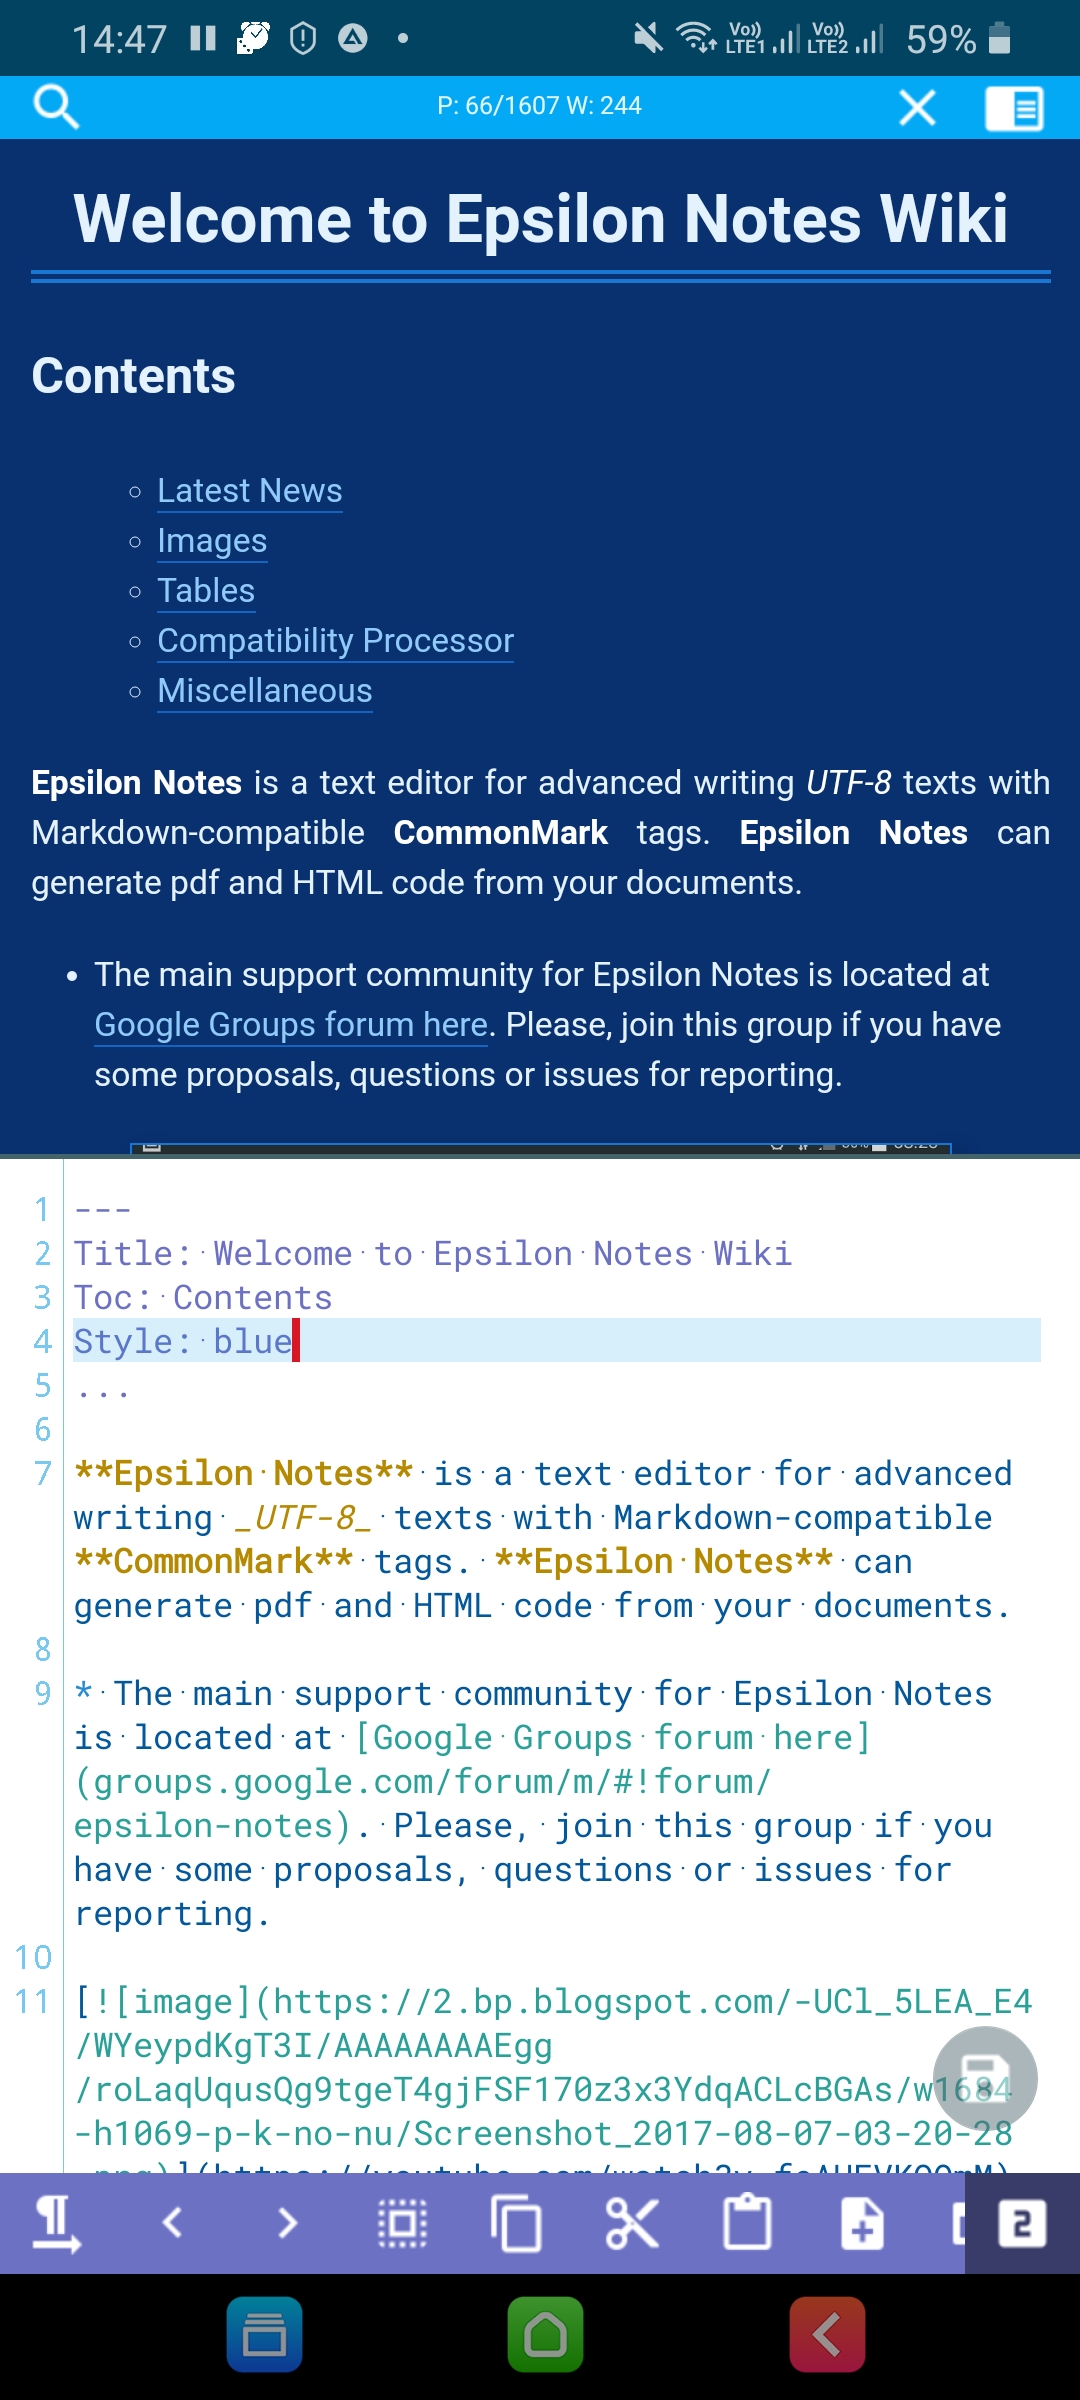 14:47
Vo)) LTE1 Vo)) LTE2 59%
P: 66/1607 W: 244
Welcome to Epsilon Notes Wiki
Contents
Latest News
Images
Tables
Compatibility Processor
Miscellaneous
Epsilon Notes is a text editor for advanced writing UTF-8 texts with
Markdown-compatible CommonMark tags. Epsilon Notes can
generate pdf and HTML code from your documents.
The main support community for Epsilon Notes is located at
Google Groups forum here. Please, join this group if you have
some proposals, questions or issues for reporting.
1 ---
2 Title: Welcome to Epsilon Notes Wiki
3 Toc: Contents
4 Style: blue
5 ...
6
7 **Epsilon Notes** is a text editor for advanced
writing _UTF-8_ texts with Markdown-compatible
**CommonMark** tags. **Epsilon Notes** can
generate pdf and HTML code from your documents.
8
9 * The main support community for Epsilon Notes
is located at [Google Groups forum here]
(groups.google.com/forum/m/#!forum/
epsilon-notes). Please, join this group if you
have some proposals, questions or issues for
reporting.
10
11 [![image](https://2.bp.blogspot.com/-UCl_5LEA_E4
/WYeypdKgT3I/AAAAAAAAEgg
/roLaqUqusQg9tgeT4gjFSF170z3x3YdqACLcBGAs/w1684
-h1069-p-k-no-nu/Screenshot_2017-08-07-03-20-28
2